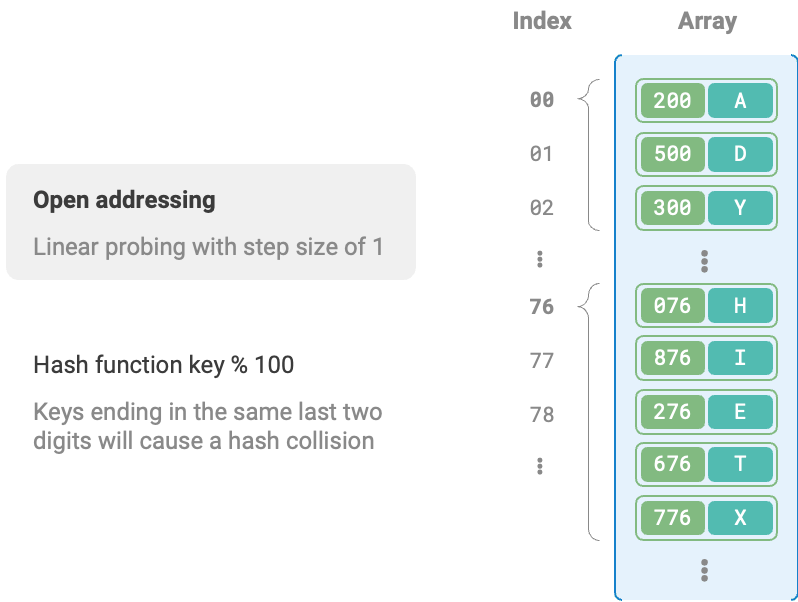 Index Array
00 200 A
01 500 D
02 300 Y
Open addressing
Linear probing with step size of 1
76 076 H
77 876 I
78 276 E
676 T
776 X
Hash function key % 100
Keys ending in the same last two
digits will cause a hash collision